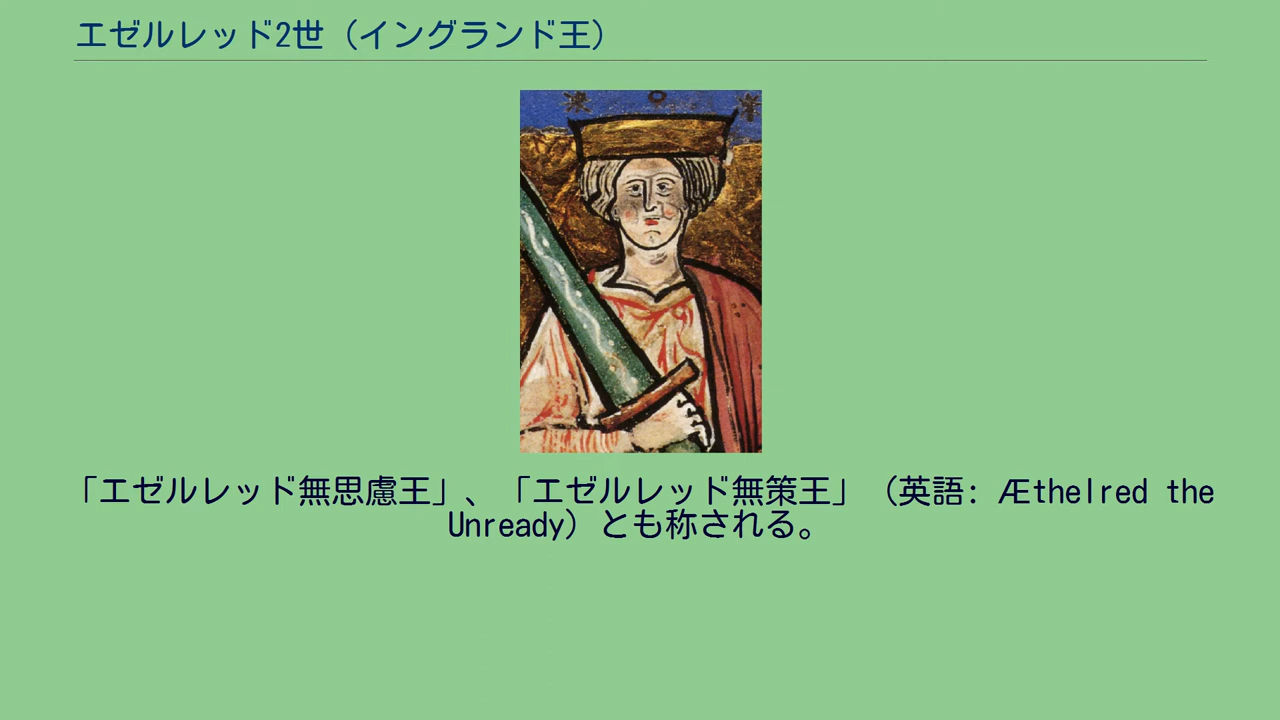 エゼルレッド2世（イングランド王）
「エゼルレッド無思慮王」、「エゼルレッド無策王」（英語: Æthelred the
Unready）とも称される。